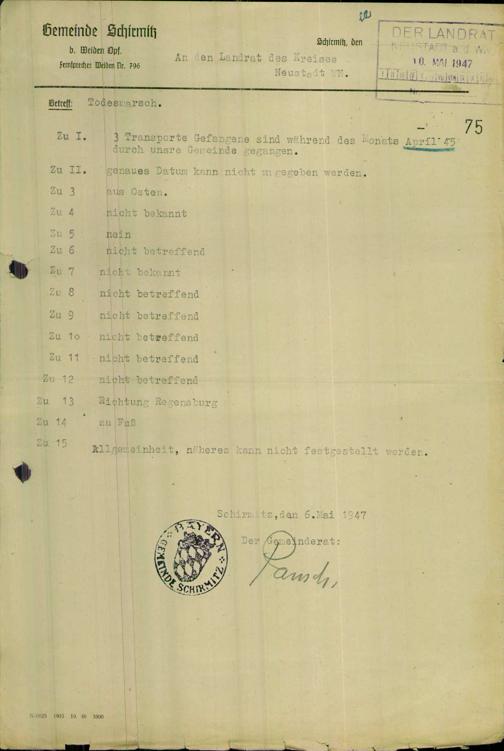 Gemeinde Schirmitz
b. Weiden Opf.
Fernsprecher Weiden Nr. 796
Schirmitz, den
An den Landrat des Kreises
Neustadt WN.
DER LANDRAT
NEUSTADT a. d. W.N.
10. MAI 1947
Nr.
Betreff: Todesmarsch.
75
Zu I. 3 Transporte Gefangene sind während des Monats April 45
durch unsre Gemeinde gegangen.
Zu II. genaues Datum kann nicht angegeben werden.
Zu 3 aus Osten.
Zu 4 nicht bekannt
Zu 5 nein
Zu 6 nicht betreffend
Zu 7 nicht bekannt
Zu 8 nicht betreffend
Zu 9 nicht betreffend
Zu 1o nicht betreffend
Zu 11 nicht betreffend
Zu 12 nicht betreffend
Zu 13 Richtung Regensburg
Zu 14 zu Fuß
Zu 15 Allgemeinheit, näheres kann nicht festgestellt werden.
Schirmitz,den 6.Mai 1947
Der Gemeinderat:
BAYERN
GEMEINDE SCHIRMITZ